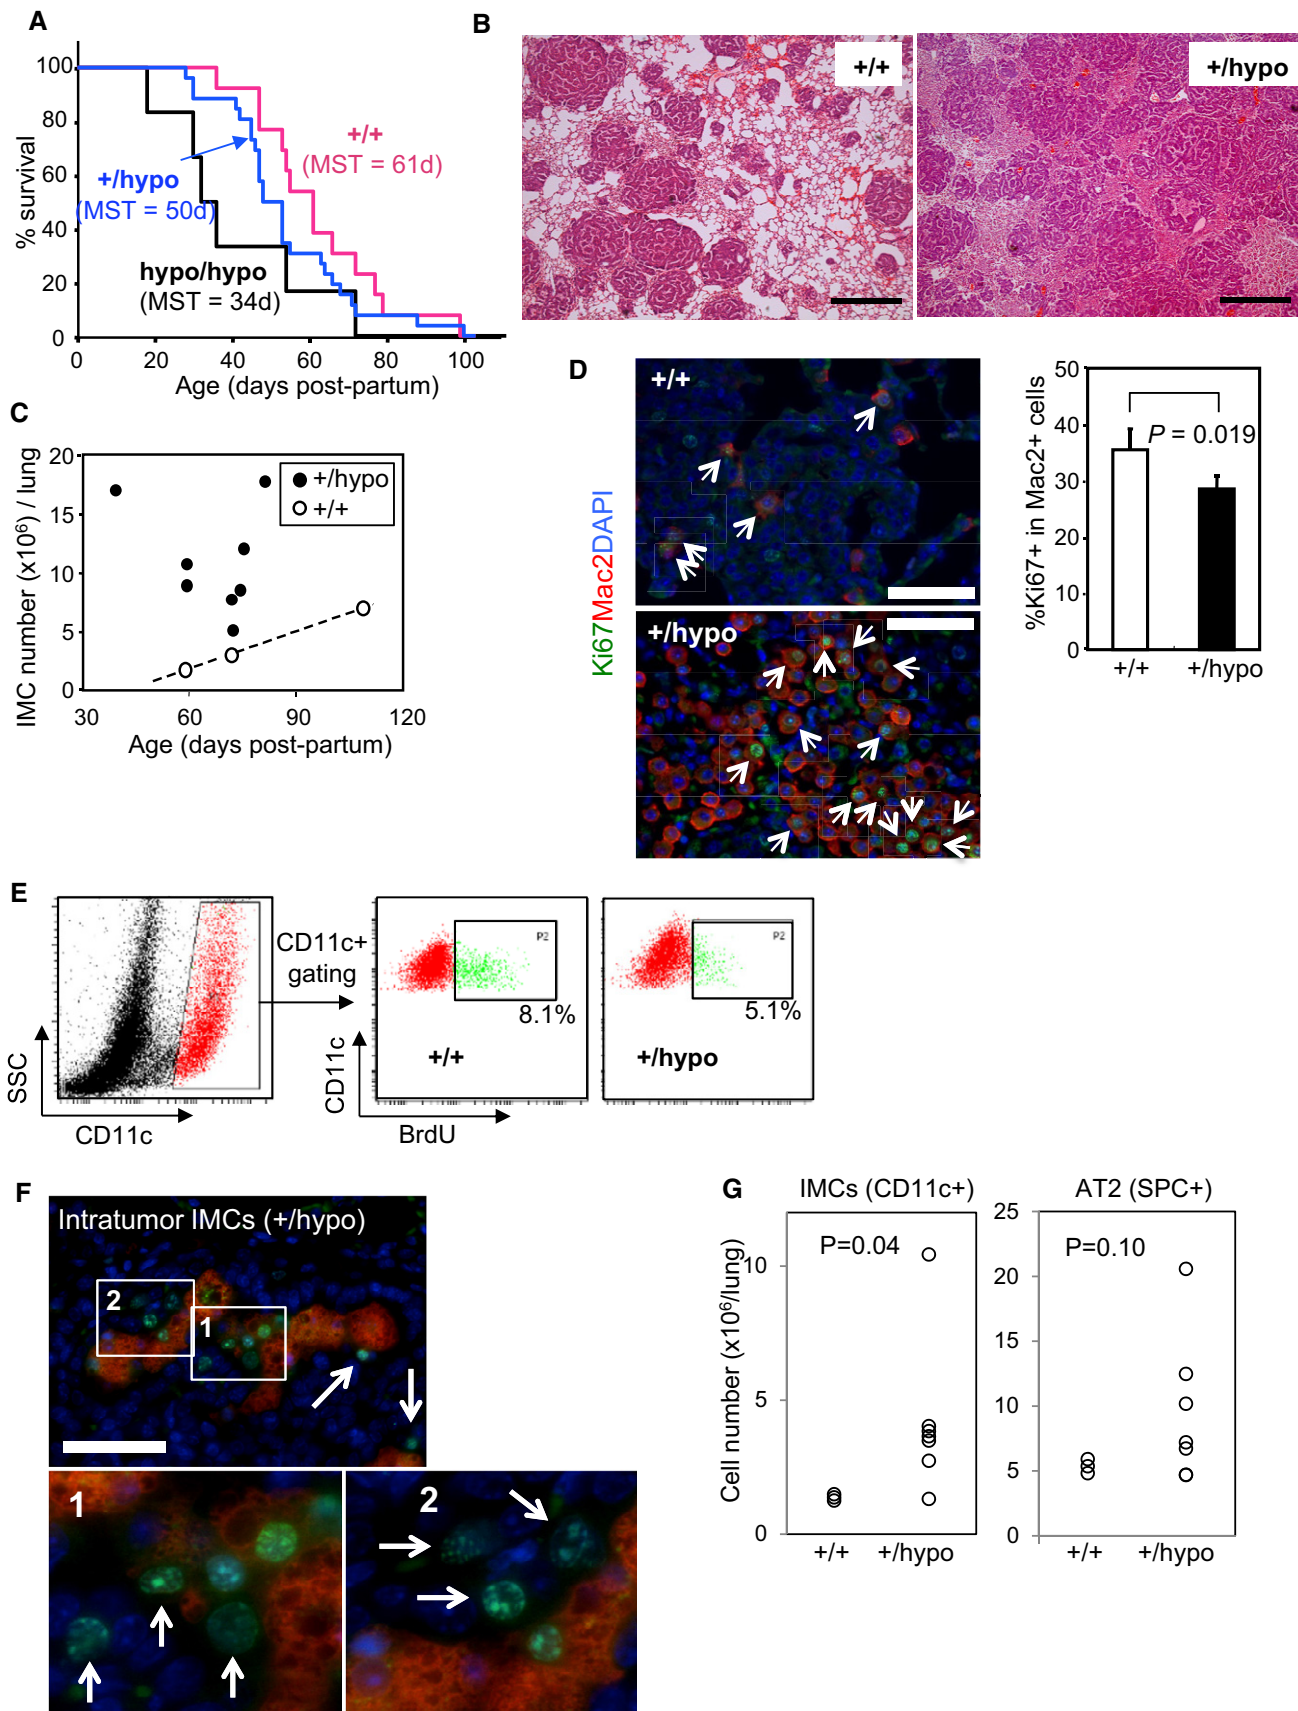 A
100
80
60
40
20
0
% survival
+/+
(MST = 61d)
+/hypo
(MST = 50d)
hypo/hypo
(MST = 34d)
0 20 40 60 80 100
Age (days post-partum)
B
+/+
+/hypo
C
20
15
10
5
0
IMC number (x10⁶) / lung
+/hypo
+/+
30 60 90 120
Age (days post-partum)
D
Ki67Mac2DAPI
+/+
+/hypo
50
40
30
20
10
0
%Ki67+ in Mac2+ cells
P = 0.019
+/+ +/hypo
E
SSC
CD11c
CD11c+
gating
CD11c
BrdU
P2
8.1%
+/+
P2
5.1%
+/hypo
F
Intratumor IMCs (+/hypo)
2
1
1
2
G
IMCs (CD11c+)
P=0.04
10
5
0
Cell number (x10⁶/lung)
+/+ +/hypo
AT2 (SPC+)
P=0.10
25
20
15
10
5
0
+/+ +/hypo